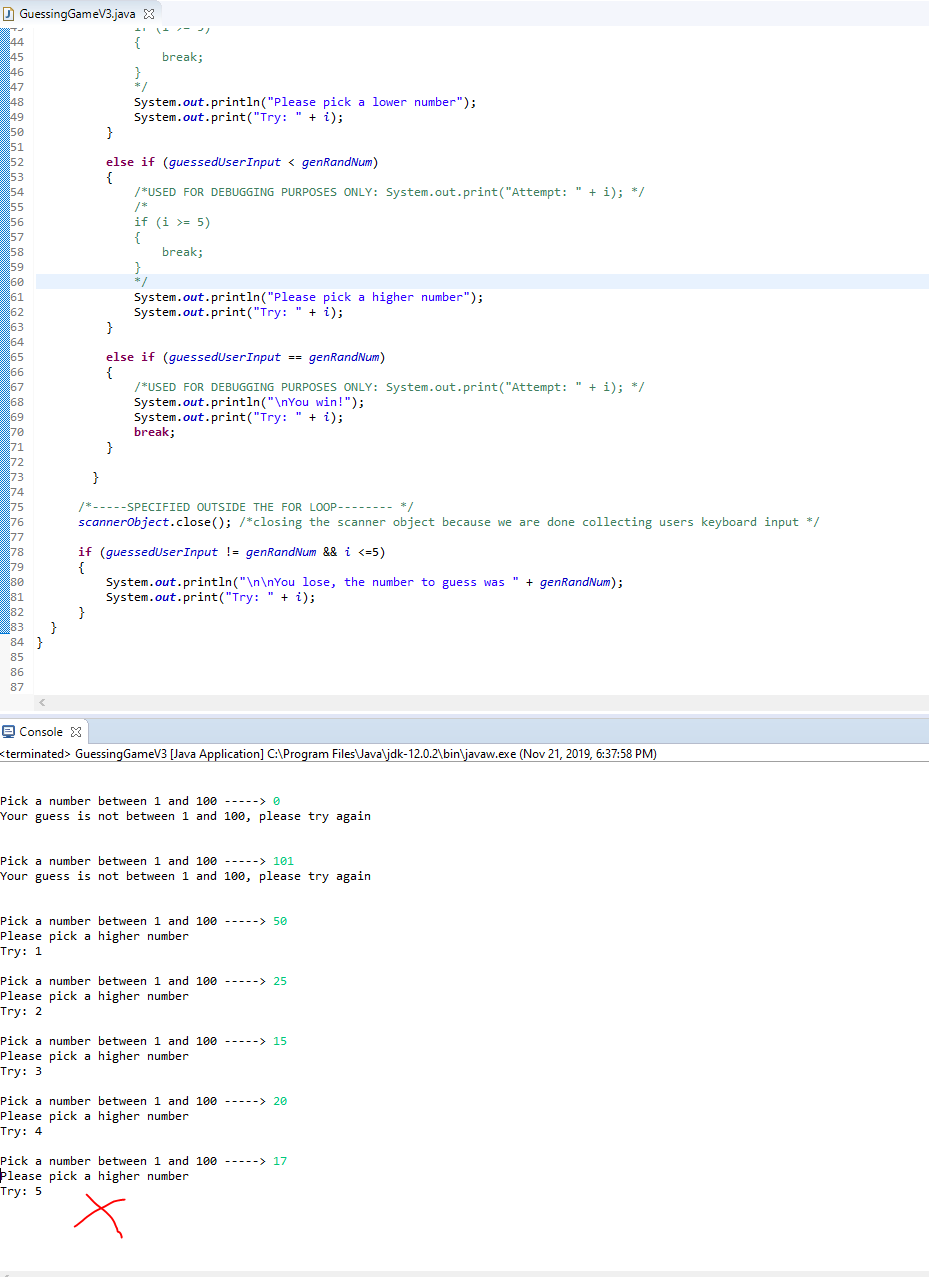 GuessingGameV3.java
43 if (i >= 5)
44 {
45 break;
46 }
47 */
48 System.out.println("Please pick a lower number");
49 System.out.print("Try: " + i);
50 }
51
52 else if (guessedUserInput < genRandNum)
53 {
54 /*USED FOR DEBUGGING PURPOSES ONLY: System.out.print("Attempt: " + i); */
55 /*
56 if (i >= 5)
57 {
58 break;
59 }
60 */
61 System.out.println("Please pick a higher number");
62 System.out.print("Try: " + i);
63 }
64
65 else if (guessedUserInput == genRandNum)
66 {
67 /*USED FOR DEBUGGING PURPOSES ONLY: System.out.print("Attempt: " + i); */
68 System.out.println("\nYou win!");
69 System.out.print("Try: " + i);
70 break;
71 }
72
73 }
74
75 /*-----SPECIFIED OUTSIDE THE FOR LOOP-------- */
76 scannerObject.close(); /*closing the scanner object because we are done collecting users keyboard input */
77
78 if (guessedUserInput != genRandNum && i <=5)
79 {
80 System.out.println("\n\nYou lose, the number to guess was " + genRandNum);
81 System.out.print("Try: " + i);
82 }
83 }
84 }
85
86
87
Console
<terminated> GuessingGameV3 [Java Application] C:\Program Files\Java\jdk-12.0.2\bin\javaw.exe (Nov 21, 2019, 6:37:58 PM)
Pick a number between 1 and 100 -----> 0
Your guess is not between 1 and 100, please try again
Pick a number between 1 and 100 -----> 101
Your guess is not between 1 and 100, please try again
Pick a number between 1 and 100 -----> 50
Please pick a higher number
Try: 1
Pick a number between 1 and 100 -----> 25
Please pick a higher number
Try: 2
Pick a number between 1 and 100 -----> 15
Please pick a higher number
Try: 3
Pick a number between 1 and 100 -----> 20
Please pick a higher number
Try: 4
Pick a number between 1 and 100 -----> 17
Please pick a higher number
Try: 5